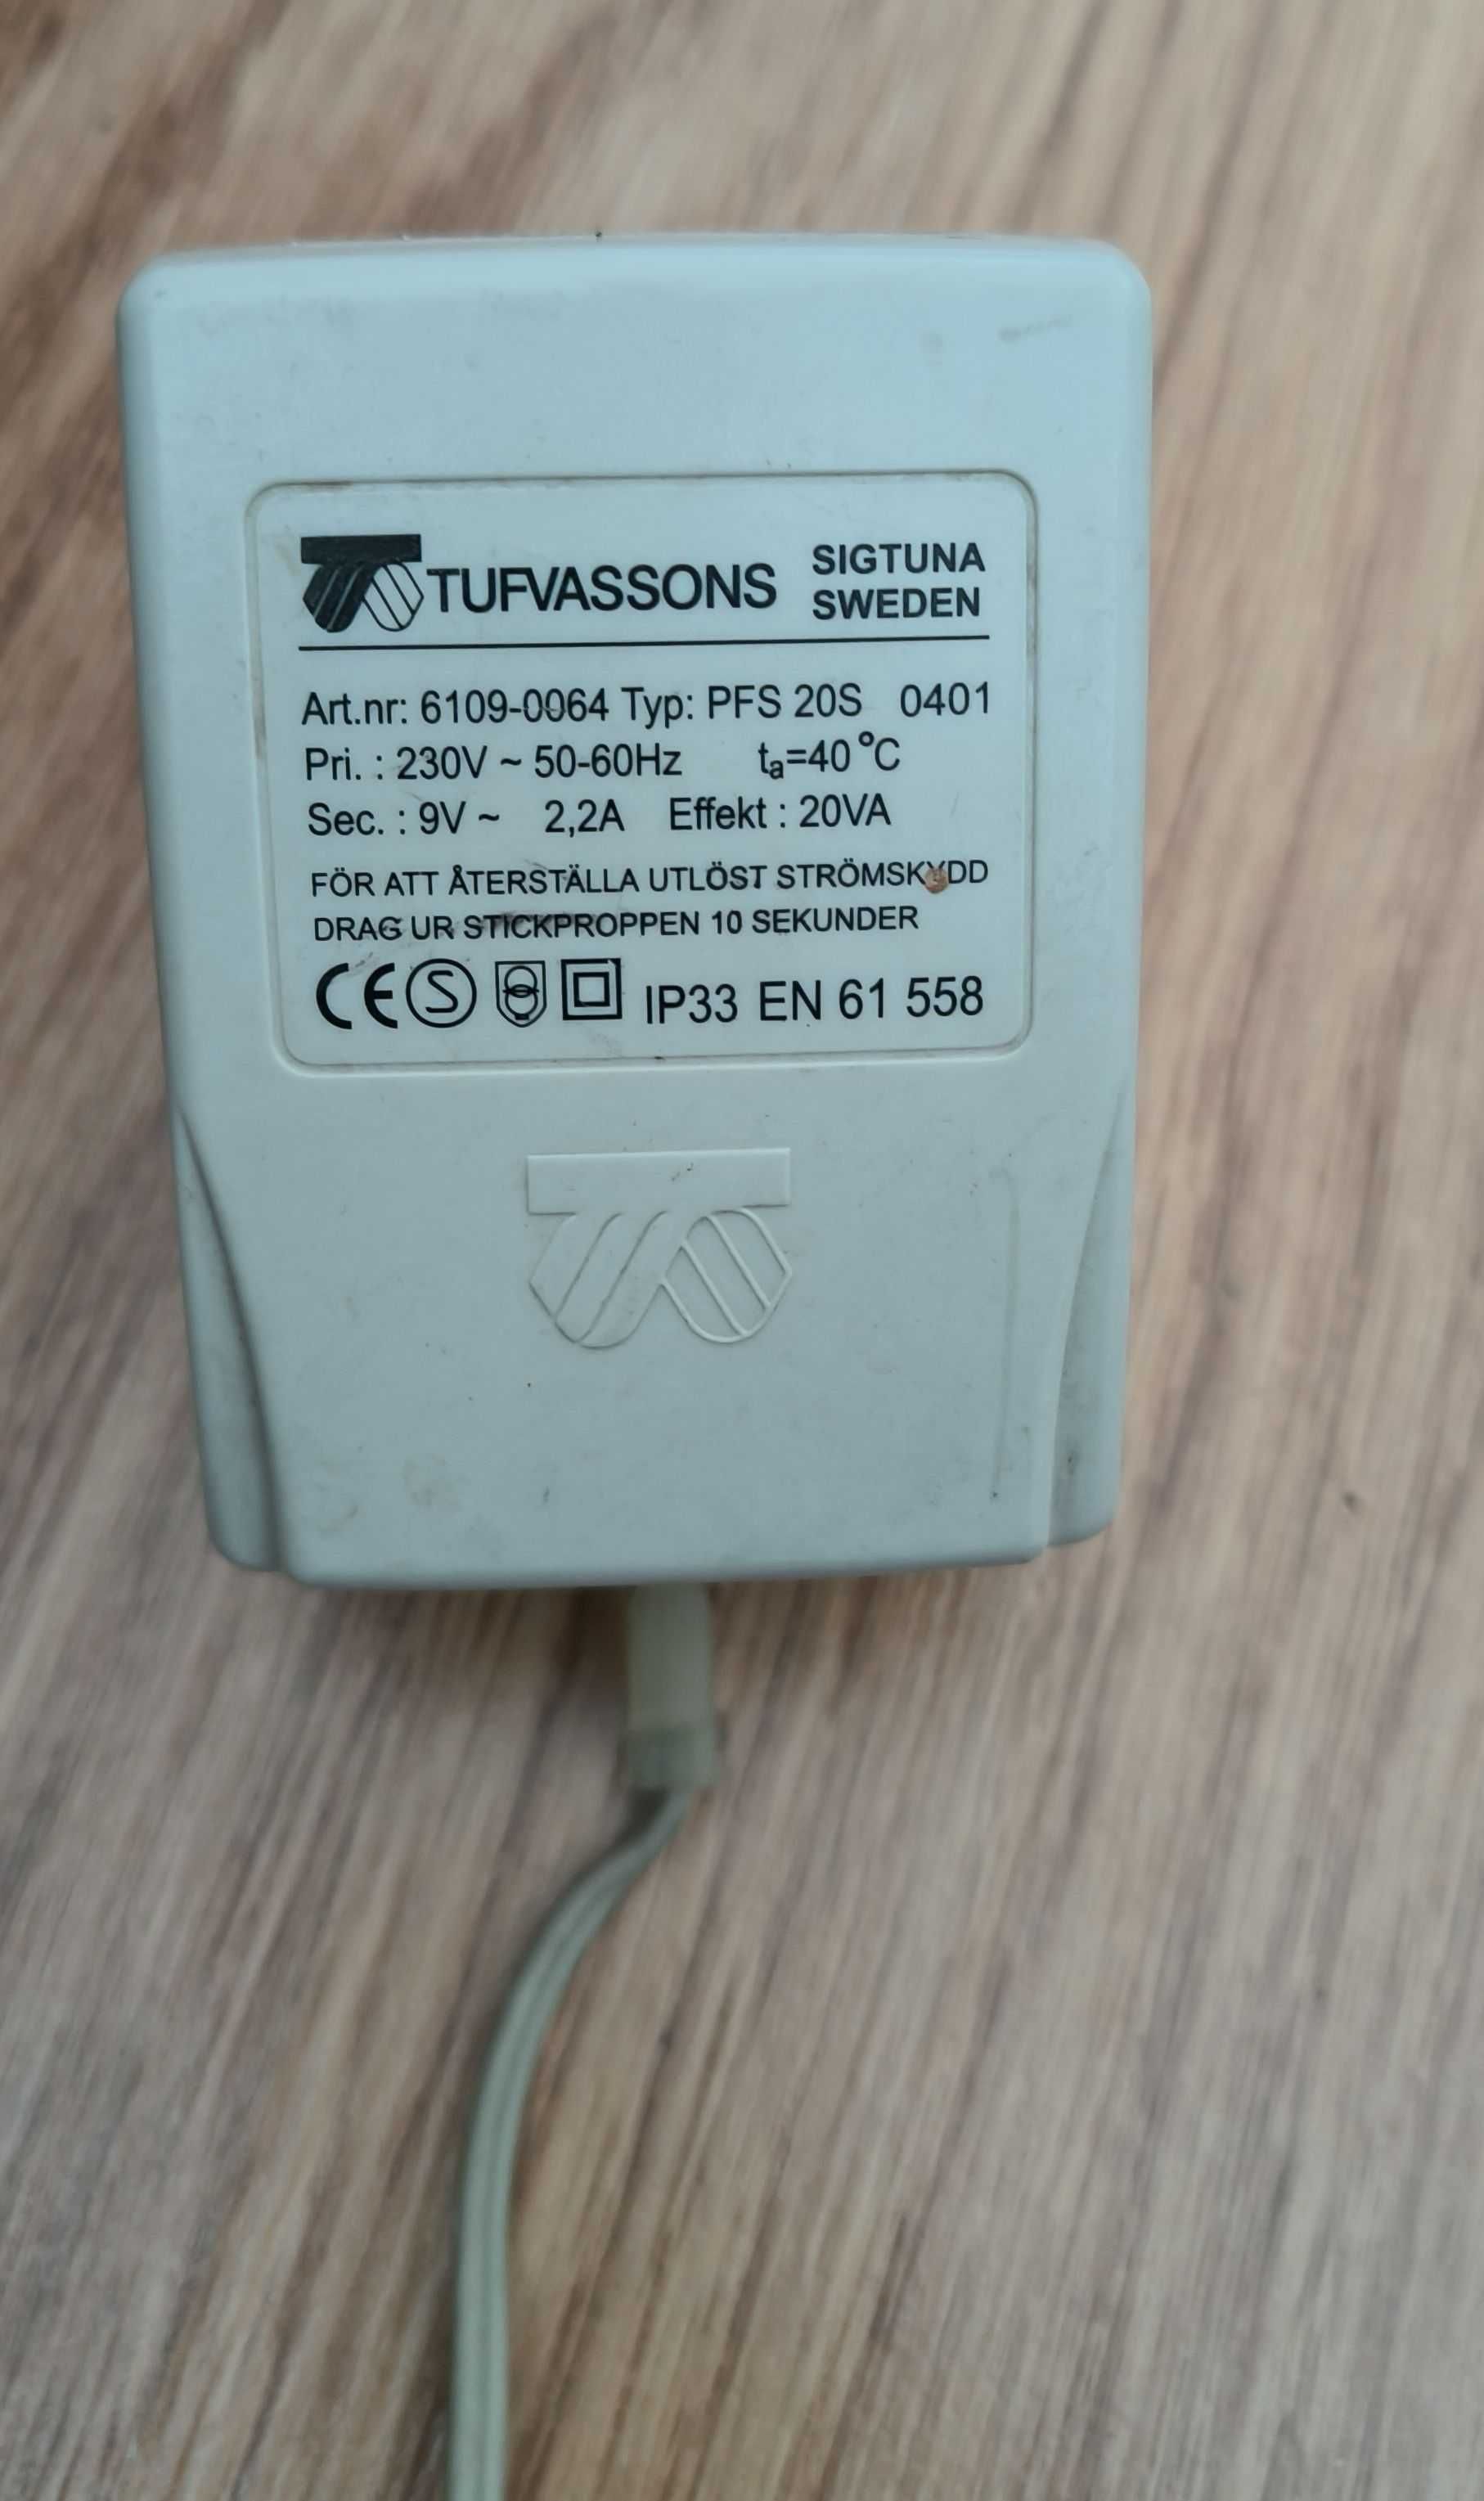 TUFVASSONS SIGTUNA
SWEDEN
Art.nr: 6109-0064 Typ: PFS 20S 0401
Pri. : 230V ~ 50-60Hz ta=40 °C
Sec. : 9V ~ 2,2A Effekt : 20VA
FÖR ATT ÅTERSTÄLLA UTLÖST STRÖMSKYDD
DRAG UR STICKPROPPEN 10 SEKUNDER
CE S IP33 EN 61 558